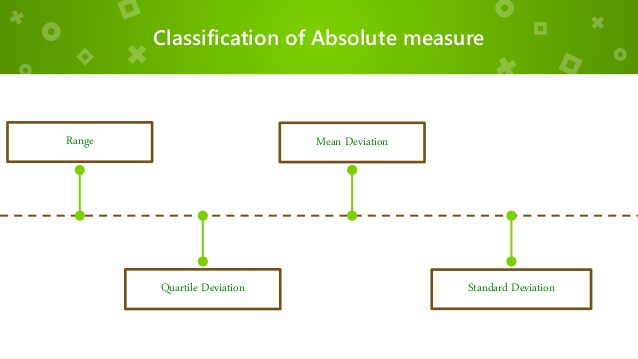 Classification of Absolute measure
Range
Mean Deviation
Quartile Deviation
Standard Deviation